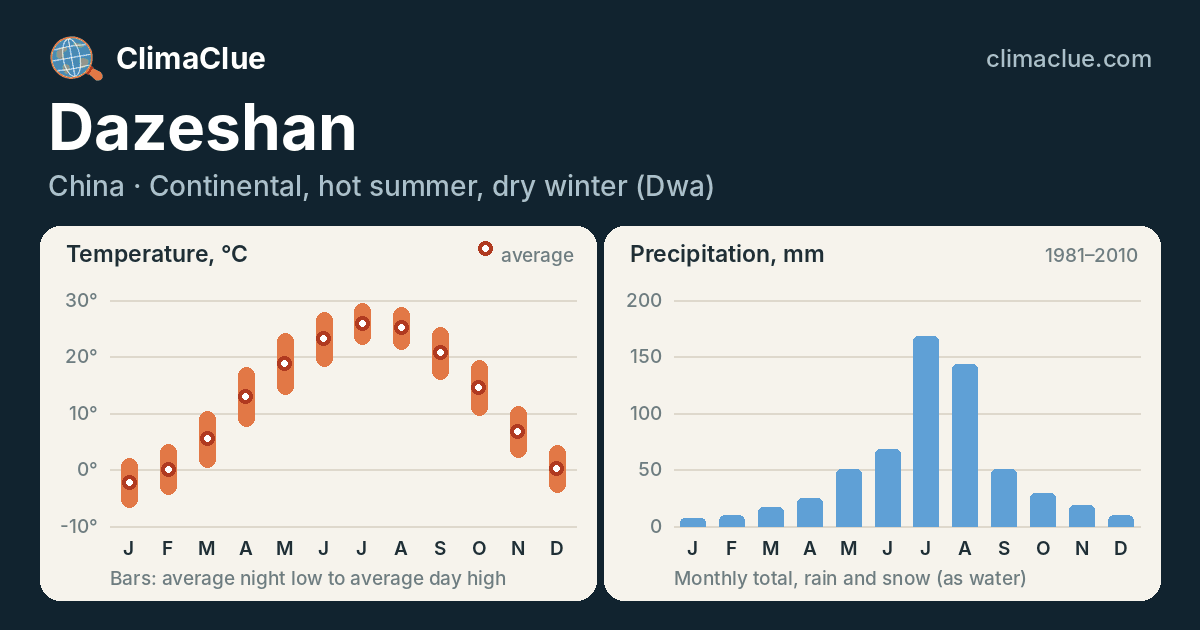 ClimaClue
climaclue.com
Dazeshan
China · Continental, hot summer, dry winter (Dwa)
Temperature, °C
average
30°
20°
10°
0°
-10°
J F M A M J J A S O N D
Bars: average night low to average day high
Precipitation, mm
1981–2010
200
150
100
50
0
J F M A M J J A S O N D
Monthly total, rain and snow (as water)